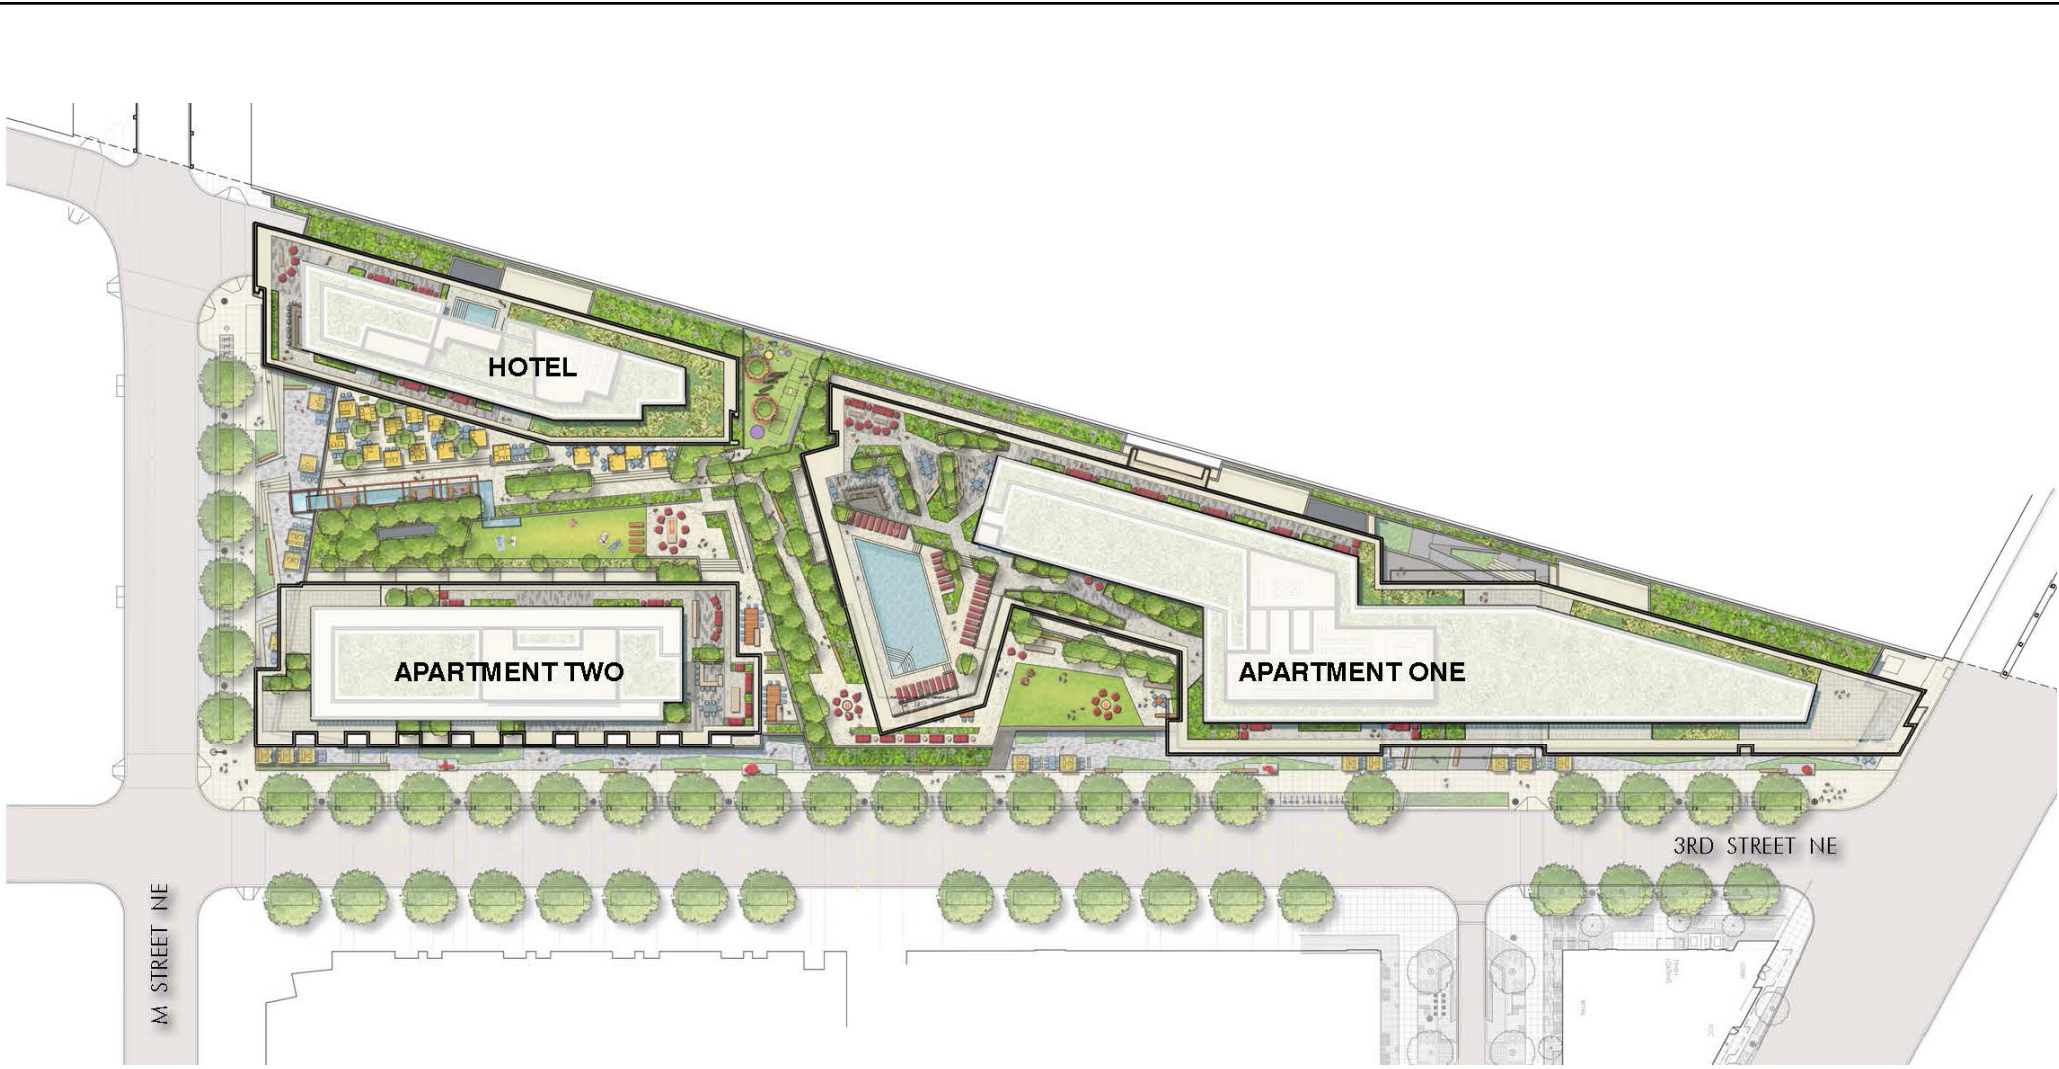 HOTEL
APARTMENT TWO
APARTMENT ONE
3RD STREET NE
M STREET NE